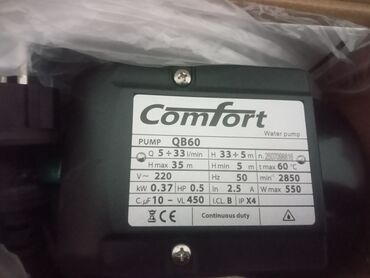 Comfort
Water pump
PUMP QB60
Q 5÷33 l/min H 33÷5 m n.
H max 35 m H min 5 m t max 60 °C
V~ 220 Hz 50 min⁻¹ 2850
kW 0.37 HP 0.5 In 2.5 A W max 550
C.µF 10 – VL 450 I.CL. B IP X4
CE Continuous duty